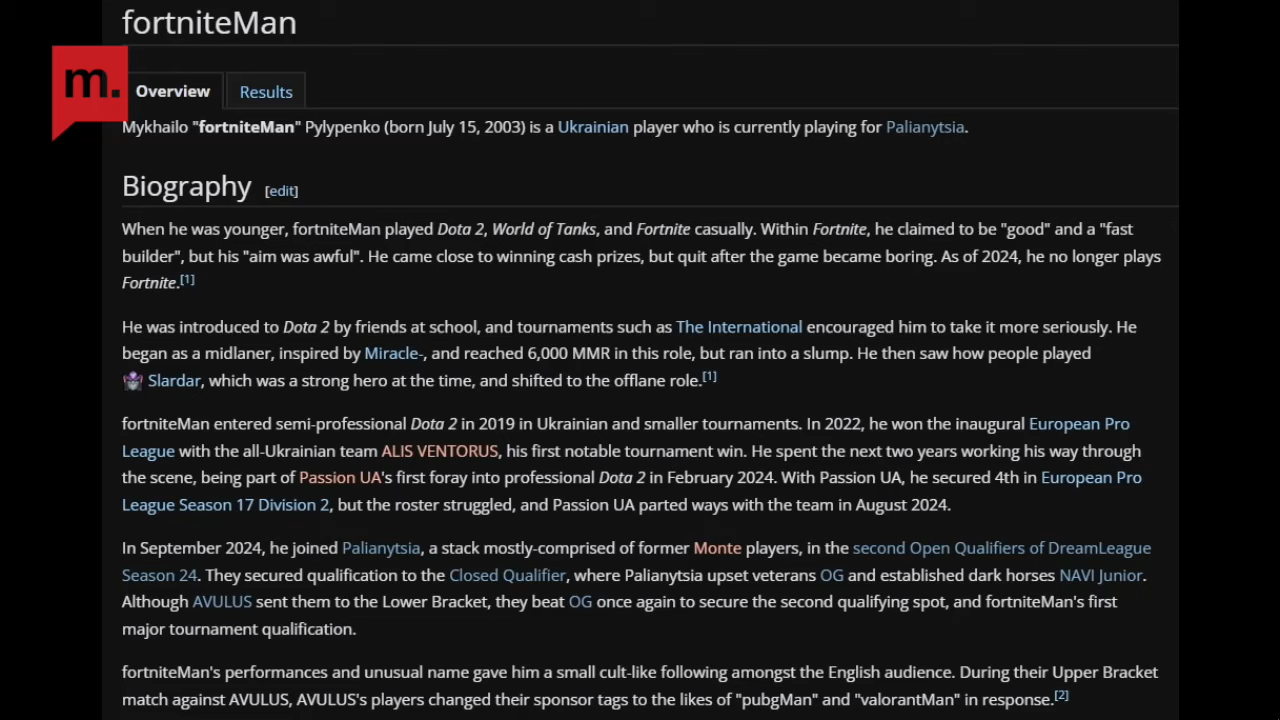 fortniteMan
m.
Overview
Results
Mykhailo "fortniteMan" Pylypenko (born July 15, 2003) is a Ukrainian player who is currently playing for Palianytsia.
Biography [edit]
When he was younger, fortniteMan played Dota 2, World of Tanks, and Fortnite casually. Within Fortnite, he claimed to be "good" and a "fast
builder", but his "aim was awful". He came close to winning cash prizes, but quit after the game became boring. As of 2024, he no longer plays
Fortnite.[1]
He was introduced to Dota 2 by friends at school, and tournaments such as The International encouraged him to take it more seriously. He
began as a midlaner, inspired by Miracle-, and reached 6,000 MMR in this role, but ran into a slump. He then saw how people played
Slardar, which was a strong hero at the time, and shifted to the offlane role.[1]
fortniteMan entered semi-professional Dota 2 in 2019 in Ukrainian and smaller tournaments. In 2022, he won the inaugural European Pro
League with the all-Ukrainian team ALIS VENTORUS, his first notable tournament win. He spent the next two years working his way through
the scene, being part of Passion UA's first foray into professional Dota 2 in February 2024. With Passion UA, he secured 4th in European Pro
League Season 17 Division 2, but the roster struggled, and Passion UA parted ways with the team in August 2024.
In September 2024, he joined Palianytsia, a stack mostly-comprised of former Monte players, in the second Open Qualifiers of DreamLeague
Season 24. They secured qualification to the Closed Qualifier, where Palianytsia upset veterans OG and established dark horses NAVI Junior.
Although AVULUS sent them to the Lower Bracket, they beat OG once again to secure the second qualifying spot, and fortniteMan's first
major tournament qualification.
fortniteMan's performances and unusual name gave him a small cult-like following amongst the English audience. During their Upper Bracket
match against AVULUS, AVULUS's players changed their sponsor tags to the likes of "pubgMan" and "valorantMan" in response.[2]